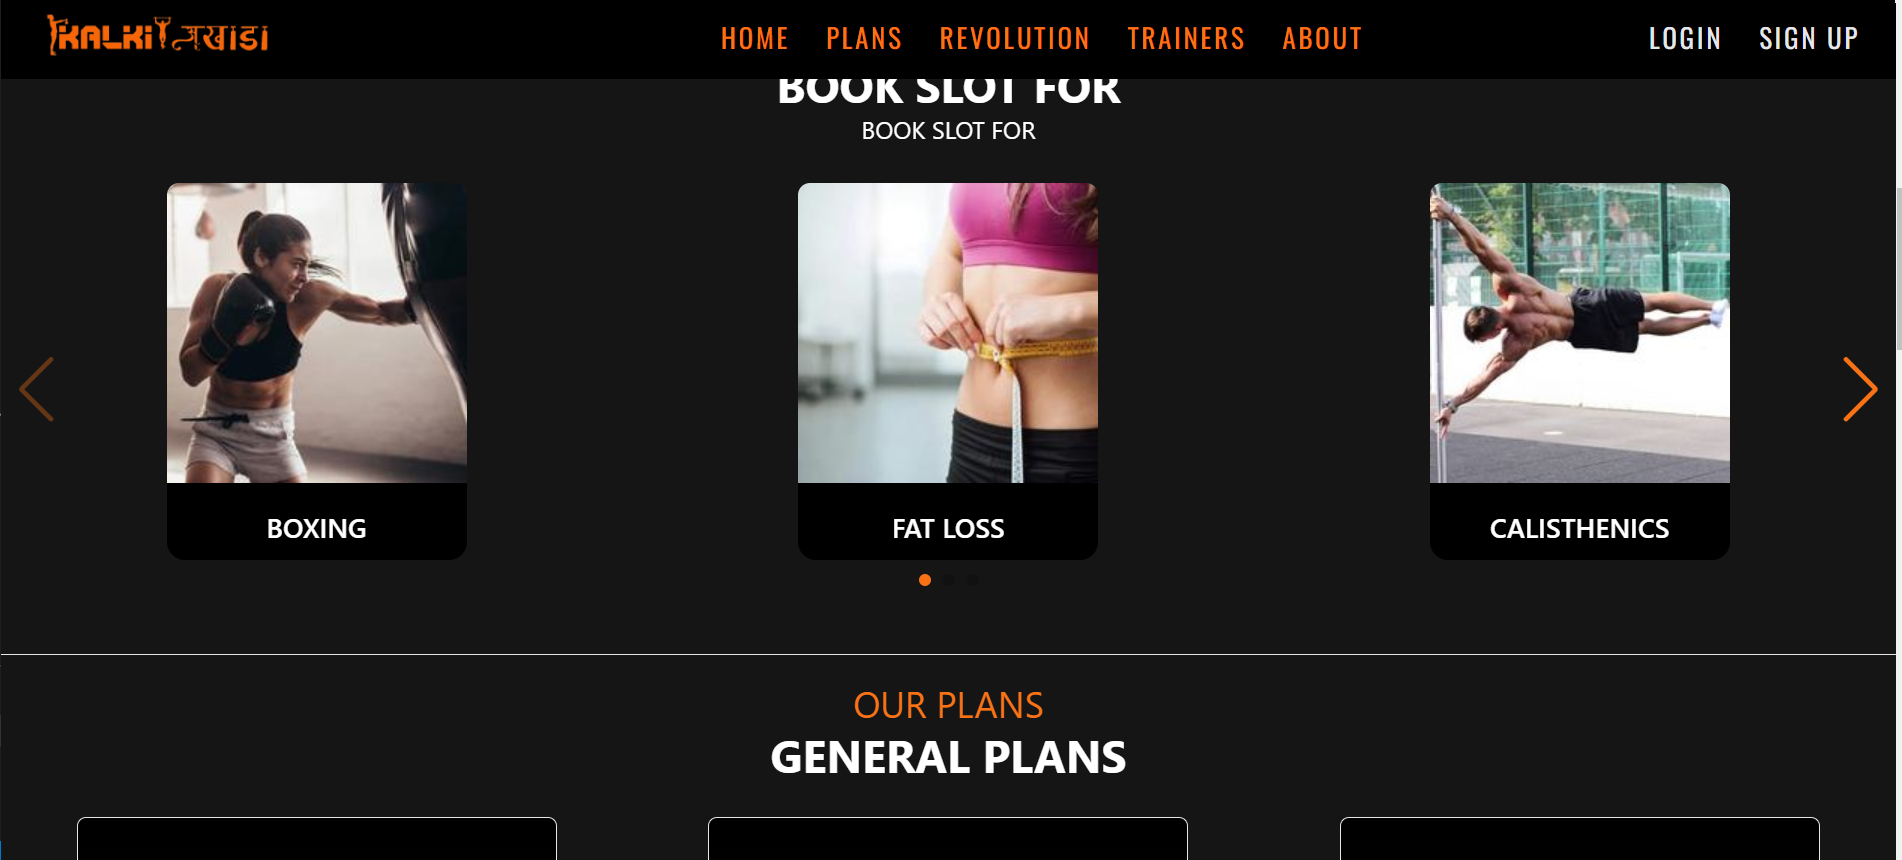 KALKI अखाडा
HOME PLANS REVOLUTION TRAINERS ABOUT LOGIN SIGN UP
BOOK SLOT FOR
BOOK SLOT FOR
BOXING FAT LOSS CALISTHENICS
OUR PLANS
GENERAL PLANS